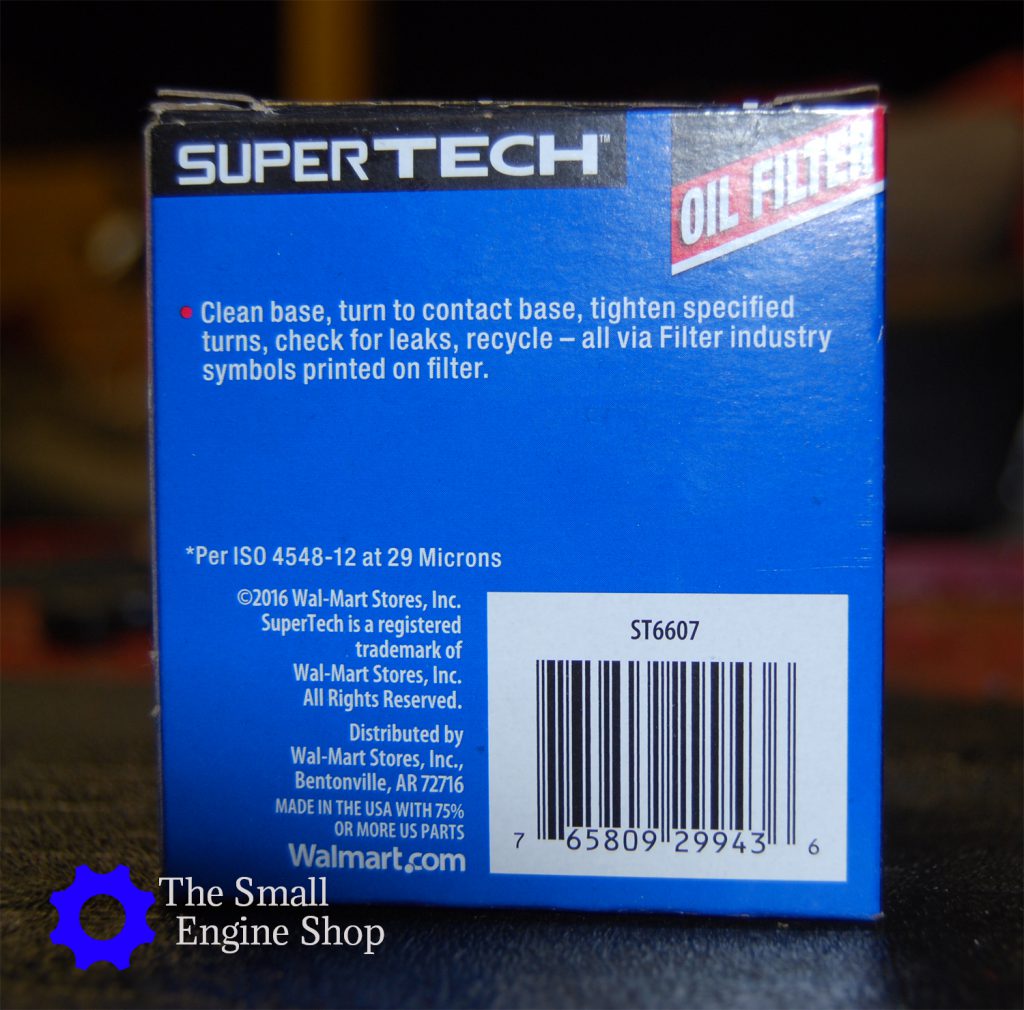 SUPERTECH™
OIL FILTER
• Clean base, turn to contact base, tighten specified
turns, check for leaks, recycle – all via Filter industry
symbols printed on filter.
*Per ISO 4548-12 at 29 Microns
©2016 Wal-Mart Stores, Inc.
SuperTech is a registered
trademark of
Wal-Mart Stores, Inc.
All Rights Reserved.
Distributed by
Wal-Mart Stores, Inc.,
Bentonville, AR 72716
MADE IN THE USA WITH 75%
OR MORE US PARTS
Walmart.com
ST6607
7 65809 29943 6
The Small
Engine Shop